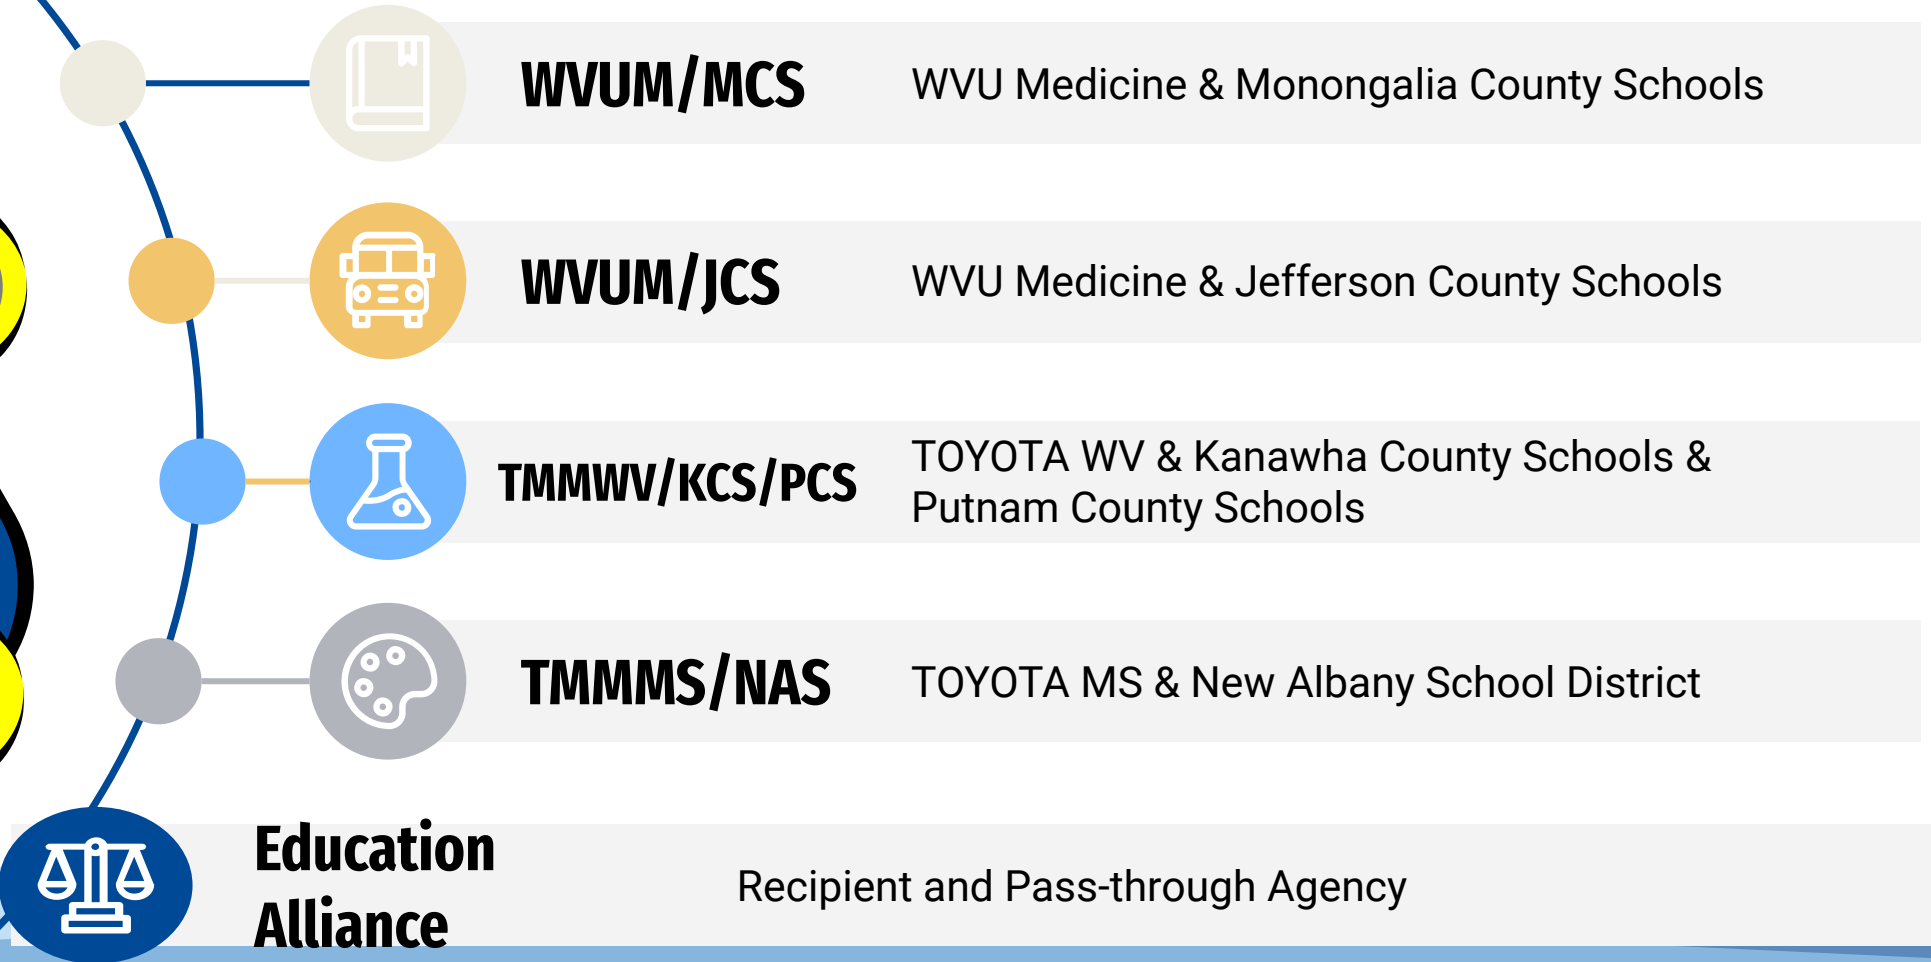 WVUM/MCS
WVU Medicine & Monongalia County Schools
WVUM/JCS
WVU Medicine & Jefferson County Schools
TMMWV/KCS/PCS
TOYOTA WV & Kanawha County Schools &
Putnam County Schools
TMMMS/NAS
TOYOTA MS & New Albany School District
Education
Alliance
Recipient and Pass-through Agency